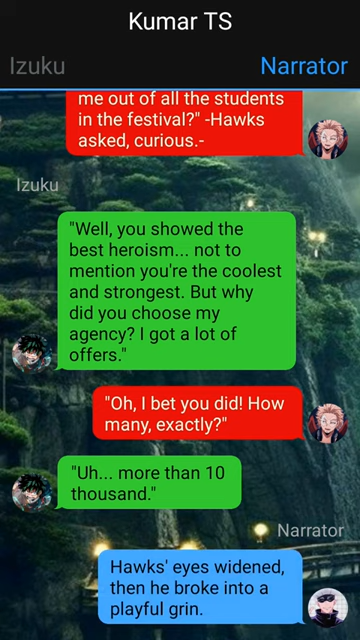 Kumar TS
Izuku
Narrator
me out of all the students
in the festival?" -Hawks
asked, curious.-
Izuku
"Well, you showed the
best heroism... not to
mention you're the coolest
and strongest. But why
did you choose my
agency? I got a lot of
offers."
"Oh, I bet you did! How
many, exactly?"
"Uh... more than 10
thousand."
Narrator
Hawks' eyes widened,
then he broke into a
playful grin.